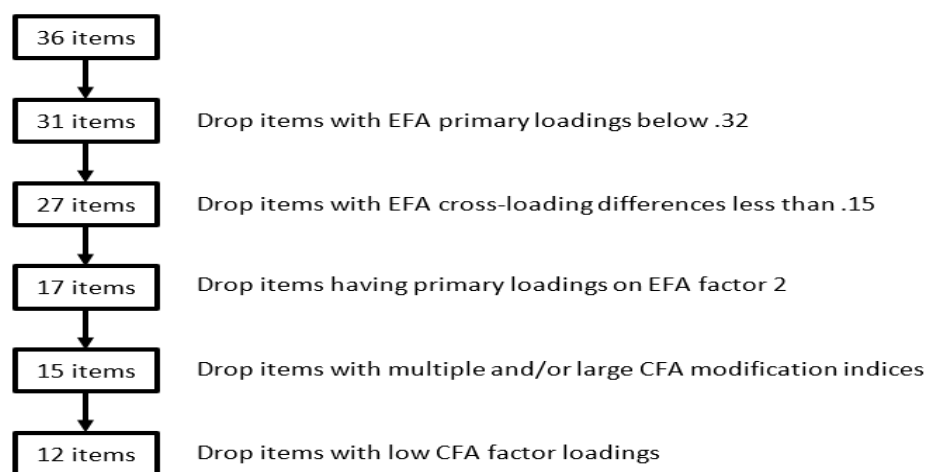 36 items
31 items Drop items with EFA primary loadings below .32
27 items Drop items with EFA cross-loading differences less than .15
17 items Drop items having primary loadings on EFA factor 2
15 items Drop items with multiple and/or large CFA modification indices
12 items Drop items with low CFA factor loadings